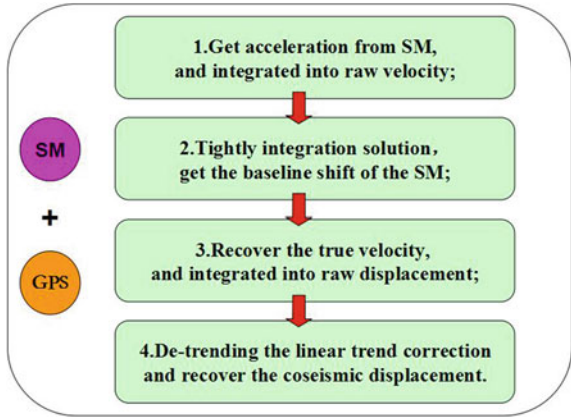 1.Get acceleration from SM,
and integrated into raw velocity;
SM
2.Tightly integration solution,
get the baseline shift of the SM;
+
GPS
3.Recover the true velocity,
and integrated into raw displacement;
4.De-trending the linear trend correction
and recover the coseismic displacement.